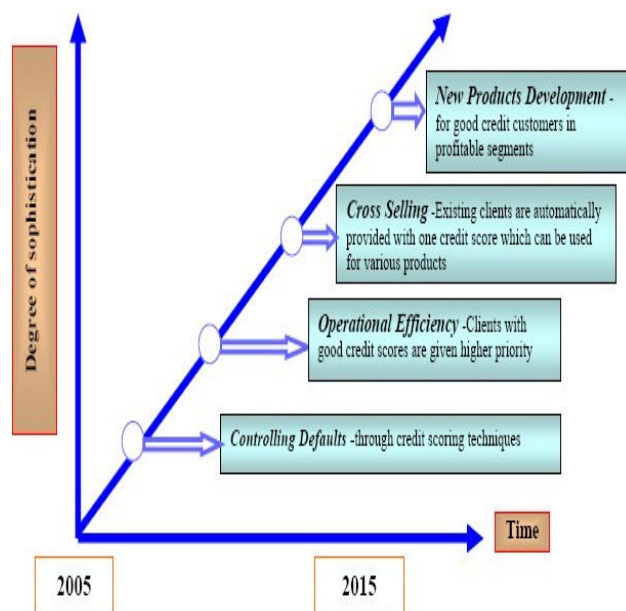 Degree of sophistication
New Products Development -
for good credit customers in
profitable segments
Cross Selling -Existing clients are automatically
provided with one credit score which can be used
for various products
Operational Efficiency -Clients with
good credit scores are given higher priority
Controlling Defaults -through credit scoring techniques
Time
2005
2015